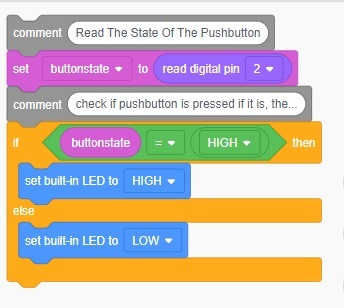 comment Read The State Of The Pushbutton
set buttonstate to read digital pin 2
comment check if pushbutton is pressed if it is, the...
if buttonstate = HIGH then
set built-in LED to HIGH
else
set built-in LED to LOW